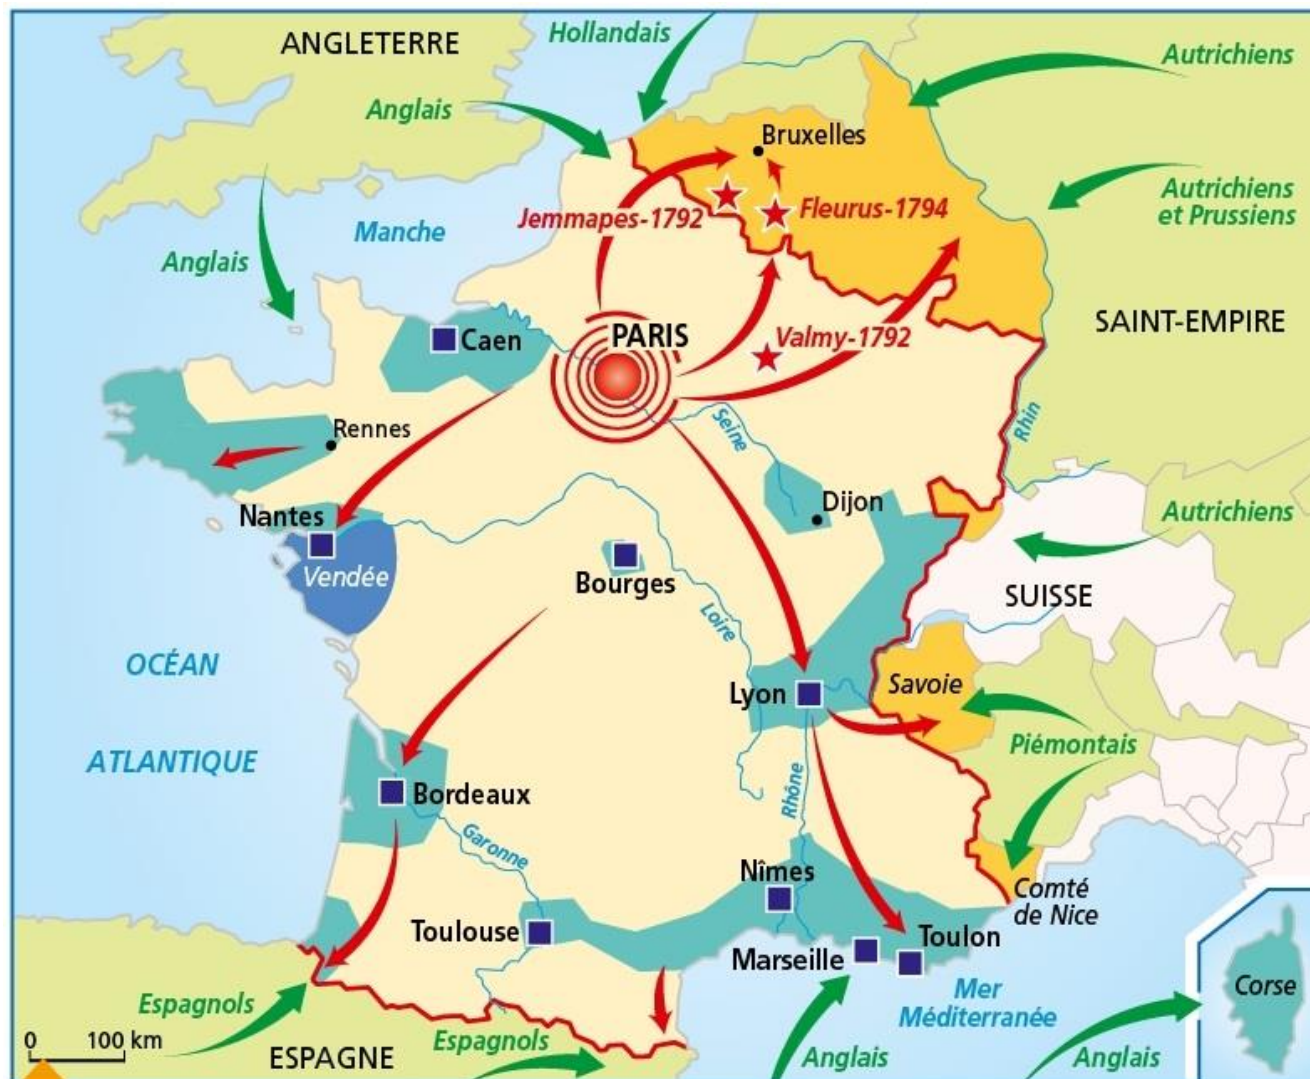 Hollandais
ANGLETERRE
Autrichiens
Anglais
Bruxelles
Autrichiens
et Prussiens
Jemmapes-1792
Fleurus-1794
Manche
Anglais
SAINT-EMPIRE
PARIS
Valmy-1792
Caen
Rhin
Seine
Rennes
Nantes
Dijon
Autrichiens
Vendée
Bourges
SUISSE
Loire
OCÉAN
ATLANTIQUE
Lyon
Savoie
Piémontais
Rhône
Bordeaux
Garonne
Nîmes
Comté
de Nice
Toulouse
Toulon
Marseille
Mer
Méditerranée
Corse
Espagnols
0 100 km
ESPAGNE
Espagnols
Anglais
Anglais